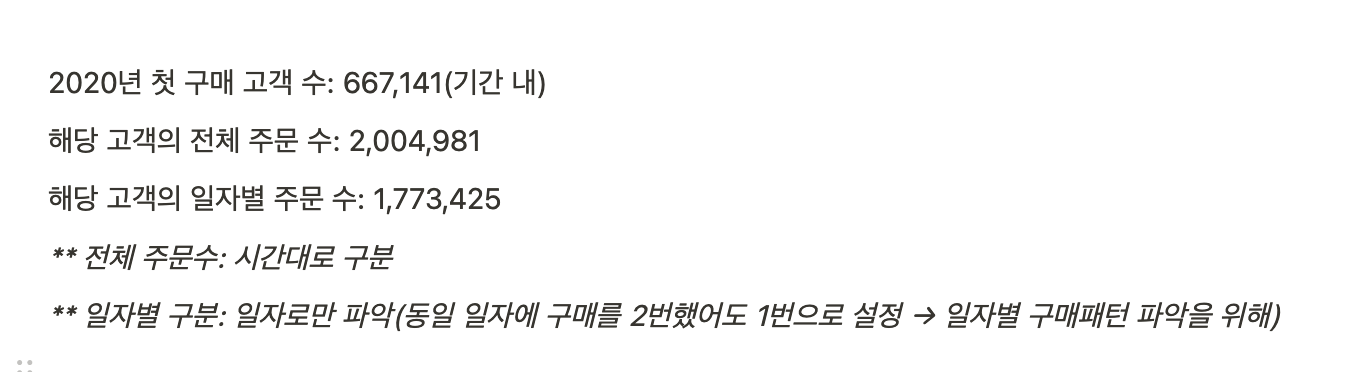 2020년 첫 구매 고객 수: 667,141(기간 내)
해당 고객의 전체 주문 수: 2,004,981
해당 고객의 일자별 주문 수: 1,773,425
** 전체 주문수: 시간대로 구분
** 일자별 구분: 일자로만 파악(동일 일자에 구매를 2번했어도 1번으로 설정 → 일자별 구매패턴 파악을 위해)